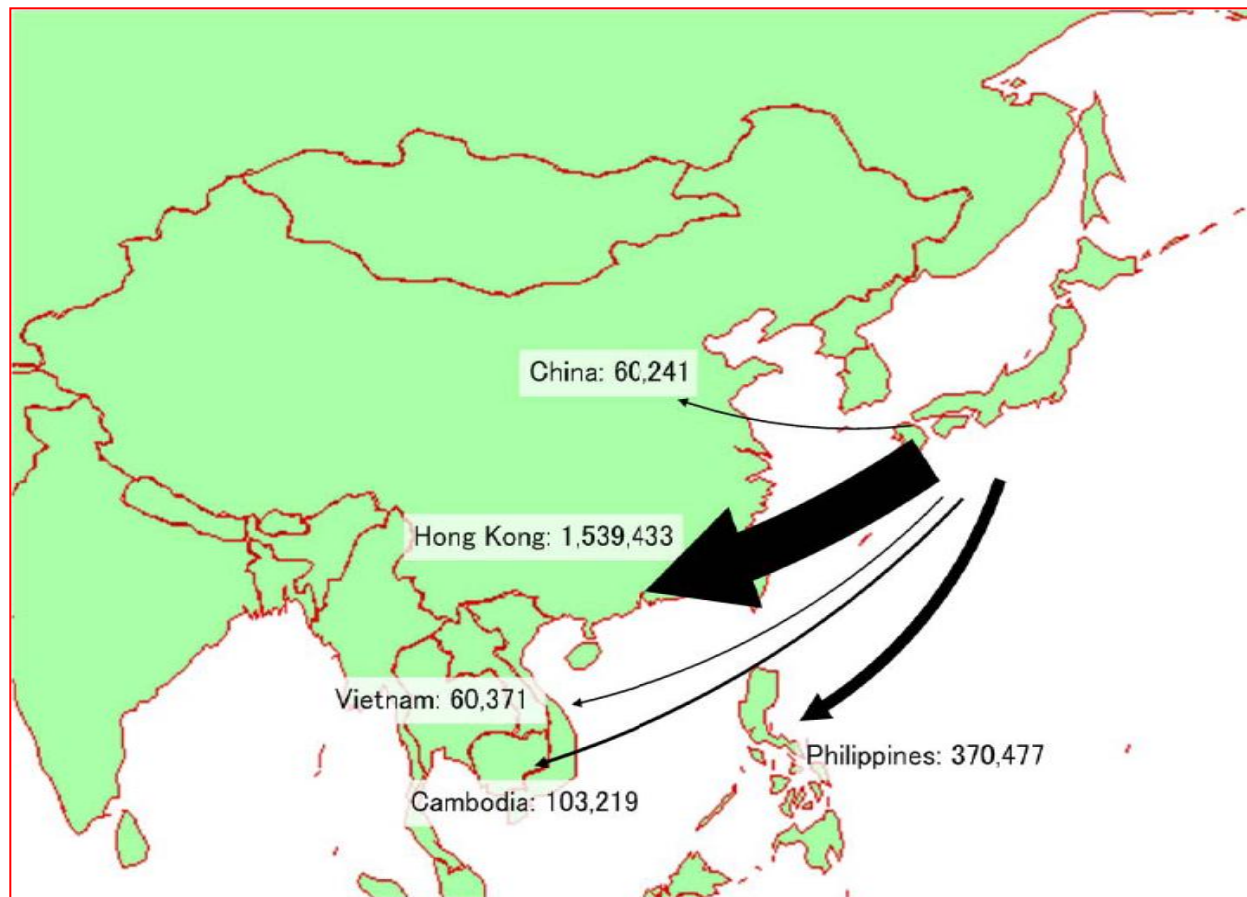 China: 60,241
Hong Kong: 1,539,433
Vietnam: 60,371
Philippines: 370,477
Cambodia: 103,219